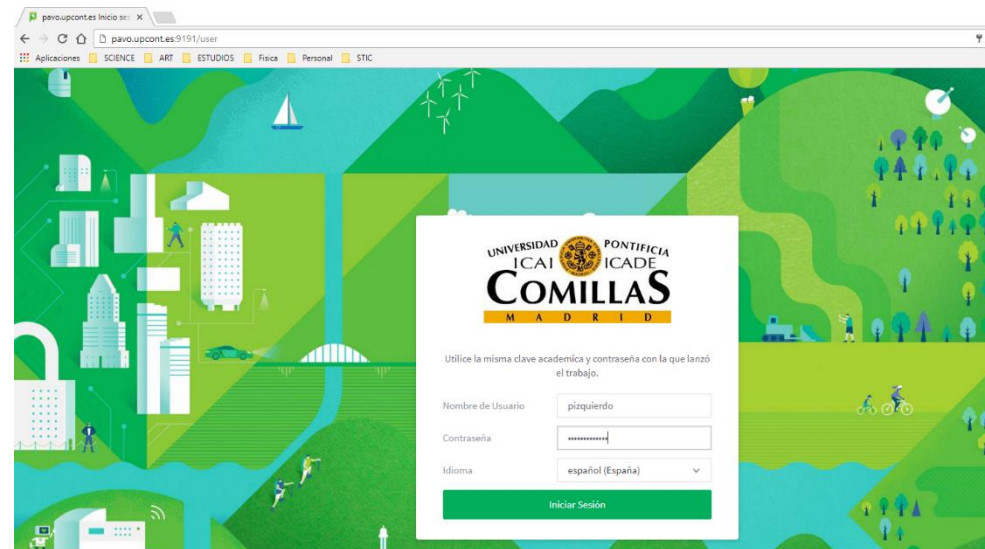 pavo.upcont.es Inicio se
pavo.upcont.es:9191/user
Aplicaciones SCIENCE ART ESTUDIOS Fisica Personal STIC
UNIVERSIDAD PONTIFICIA
ICAI ICADE
COMILLAS
MADRID
Utilice la misma clave academica y contraseña con la que lanzó
el trabajo.
Nombre de Usuario pizquierdo
Contraseña •••••••••••••
Idioma español (España)
Iniciar Sesión